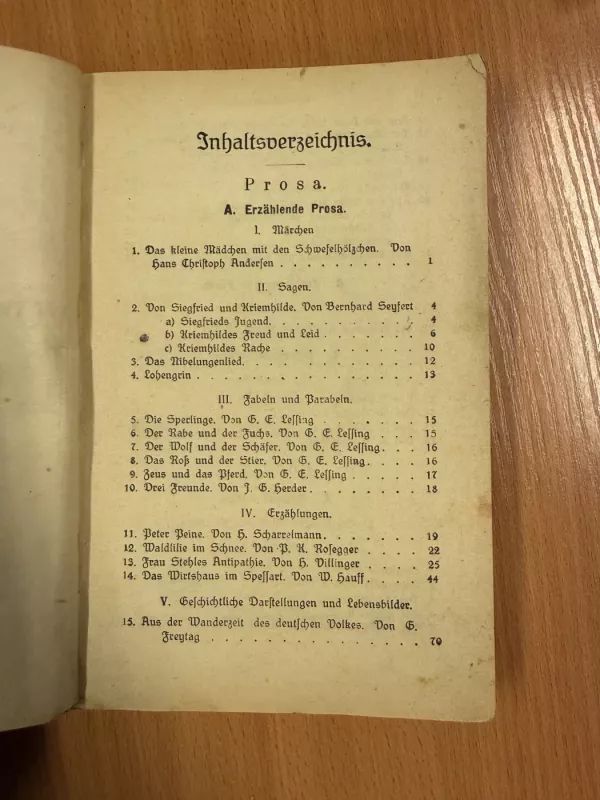 Inhaltsverzeichnis.
Prosa.
A. Erzählende Prosa.
I. Märchen
1. Das kleine Mädchen mit den Schwefelhölzchen. Von
Hans Christoph Andersen . . . . . . . . . . 1
II. Sagen.
2. Von Siegfried und Kriemhilde. Von Bernhard Seyfert 4
a) Siegfrieds Jugend. . . . . . . . . . . 4
b) Kriemhildes Freud und Leid . . . . . . . 6
c) Kriemhildes Rache . . . . . . . . . . 10
3. Das Nibelungenlied. . . . . . . . . . . . 12
4. Lohengrin . . . . . . . . . . . . . . 13
III. Fabeln und Parabeln.
5. Die Sperlinge. Von G. E. Lessing . . . . . . . 15
6. Der Rabe und der Fuchs. Von G. E. Lessing . . . 15
7. Der Wolf und der Schäfer. Von G. E. Lessing. . . 16
8. Das Roß und der Stier. Von G. E. Lessing. . . . 16
9. Zeus und das Pferd. Von G. E. Lessing . . . . . 17
10. Drei Freunde. Von J. G. Herder . . . . . . . 18
IV. Erzählungen.
11. Peter Peine. Von H. Scharrelmann. . . . . . . 19
12. Waldlilie im Schnee. Von P. K. Rosegger . . . . 22
13. Frau Stehles Antipathie. Von H. Villinger . . . . 25
14. Das Wirtshaus im Spessart. Von W. Hauff . . . . 44
V. Geschichtliche Darstellungen und Lebensbilder.
15. Aus der Wanderzeit des deutschen Volkes. Von G.
Freytag . . . . . . . . . . . . . . 70